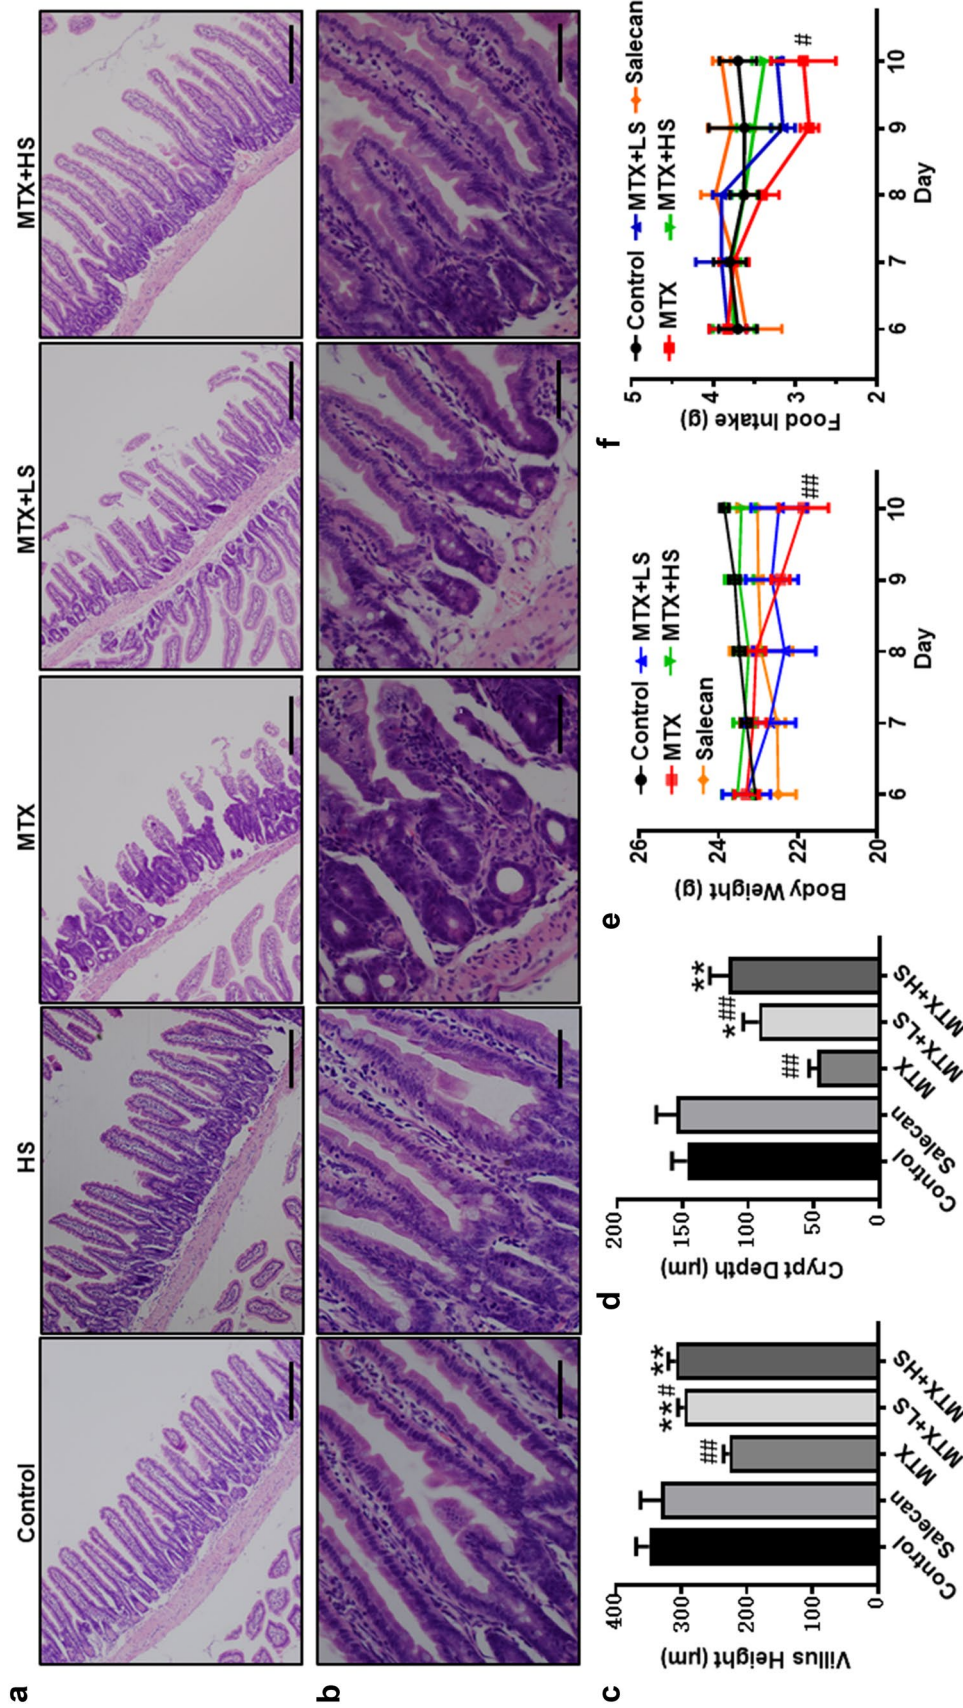 a
Control
HS
MTX
MTX+LS
MTX+HS
b
c
Villus Height (μm)
400
300
200
100
0
##
**#
**
Control
Salecan
MTX
MTX+LS
MTX+HS
d
Crypt Depth (μm)
200
150
100
50
0
##
*##
**
Control
Salecan
MTX
MTX+LS
MTX+HS
e
Body Weight (g)
26
24
22
20
Control
MTX+LS
MTX
MTX+HS
Salecan
##
6 7 8 9 10
Day
f
Food Intake (g)
5
4
3
2
Control
MTX+LS
Salecan
MTX
MTX+HS
#
6 7 8 9 10
Day